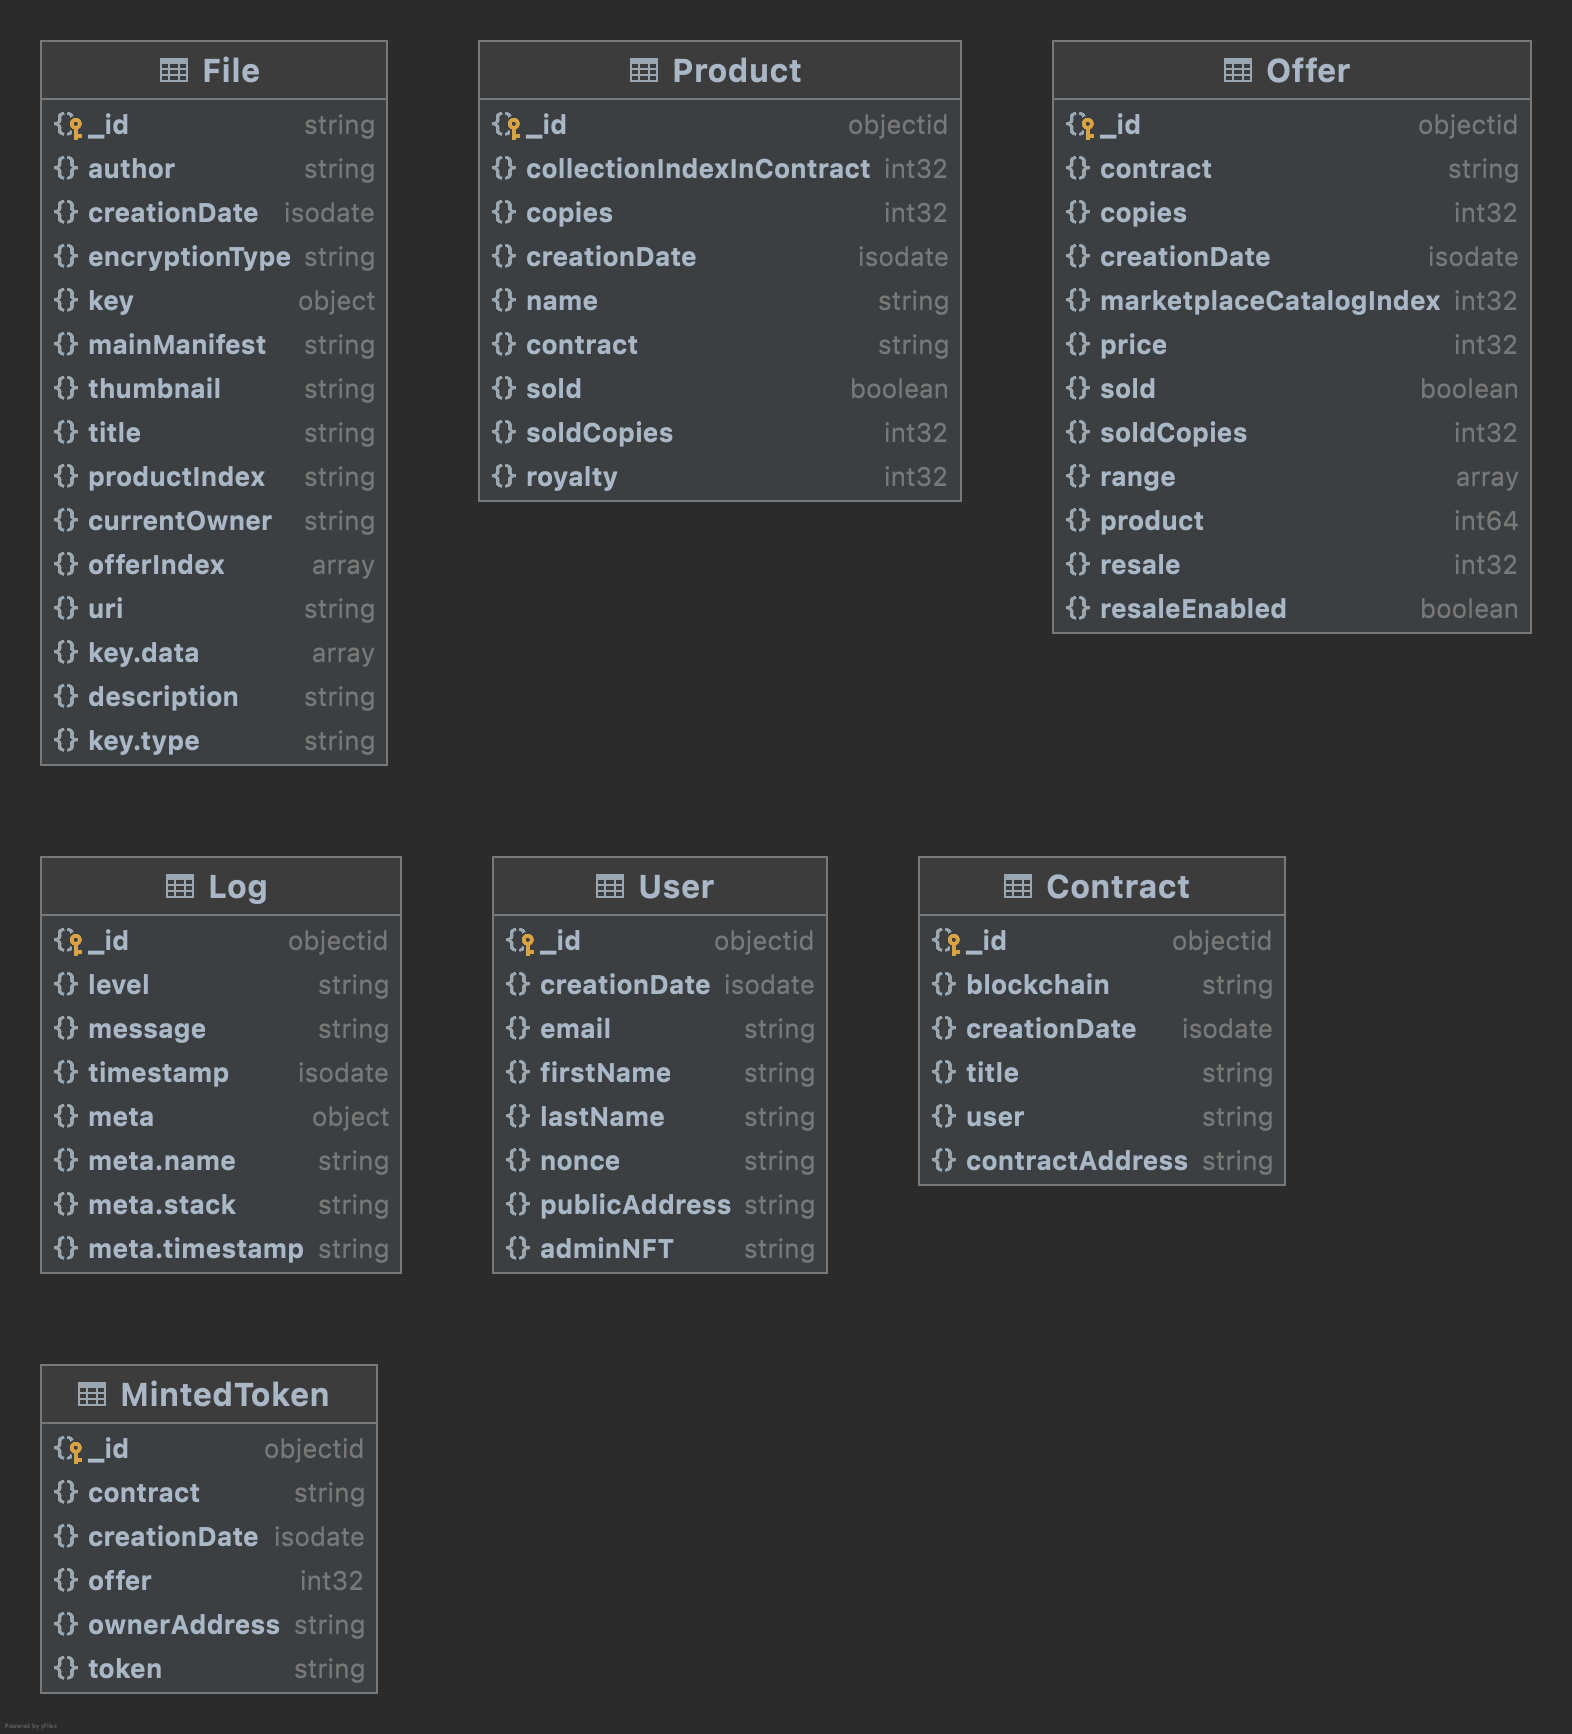 File
_id string
author string
creationDate isodate
encryptionType string
key object
mainManifest string
thumbnail string
title string
productIndex string
currentOwner string
offerIndex array
uri string
key.data array
description string
key.type string
Product
_id objectid
collectionIndexInContract int32
copies int32
creationDate isodate
name string
contract string
sold boolean
soldCopies int32
royalty int32
Offer
_id objectid
contract string
copies int32
creationDate isodate
marketplaceCatalogIndex int32
price int32
sold boolean
soldCopies int32
range array
product int64
resale int32
resaleEnabled boolean
Log
_id objectid
level string
message string
timestamp isodate
meta object
meta.name string
meta.stack string
meta.timestamp string
User
_id objectid
creationDate isodate
email string
firstName string
lastName string
nonce string
publicAddress string
adminNFT string
Contract
_id objectid
blockchain string
creationDate isodate
title string
user string
contractAddress string
MintedToken
_id objectid
contract string
creationDate isodate
offer int32
ownerAddress string
token string
Powered by yFiles